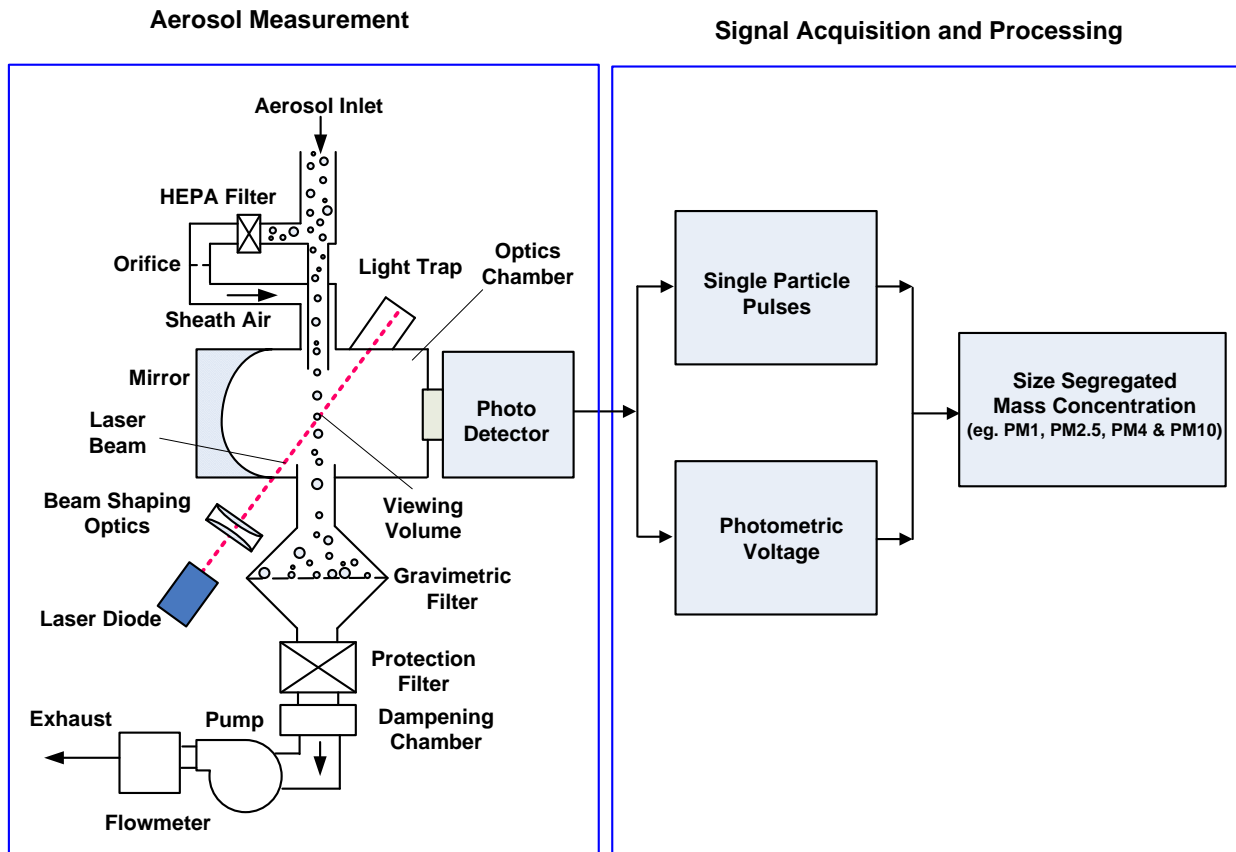 Aerosol Measurement
Signal Acquisition and Processing
Aerosol Inlet
HEPA Filter
Orifice
Light Trap
Optics
Chamber
Sheath Air
Mirror
Laser
Beam
Photo
Detector
Beam Shaping
Optics
Viewing
Volume
Gravimetric
Filter
Laser Diode
Protection
Filter
Exhaust
Pump
Dampening
Chamber
Flowmeter
Single Particle
Pulses
Photometric
Voltage
Size Segregated
Mass Concentration
(eg. PM1, PM2.5, PM4 & PM10)